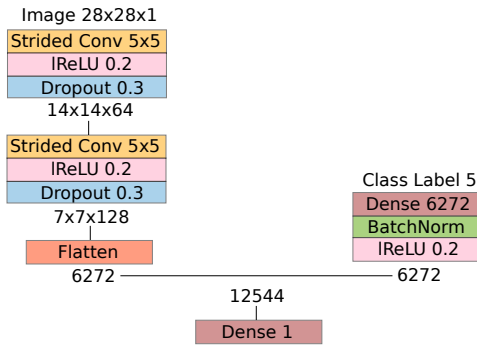 Image 28x28x1
Strided Conv 5x5
lReLU 0.2
Dropout 0.3
14x14x64
Strided Conv 5x5
lReLU 0.2
Dropout 0.3
7x7x128
Flatten
6272
Class Label 5
Dense 6272
BatchNorm
lReLU 0.2
6272
12544
Dense 1